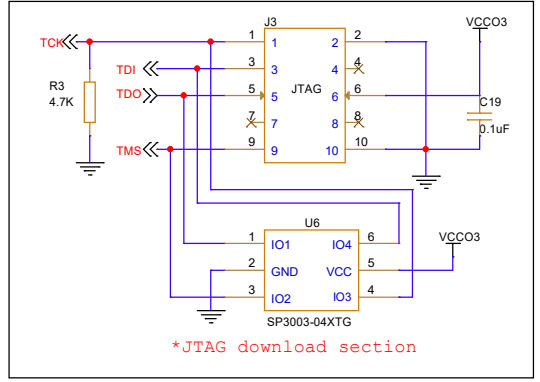 J3
VCCO3
TCK 1 1 2 2
TDI 3 3 4 4
R3
4.7K
TDO 5 5 JTAG 6 6
C19
0.1uF
7 7 8 8
TMS 9 9 10 10
U6
VCCO3
1 IO1 IO4 6
2 GND VCC 5
3 IO2 IO3 4
SP3003-04XTG
*JTAG download section